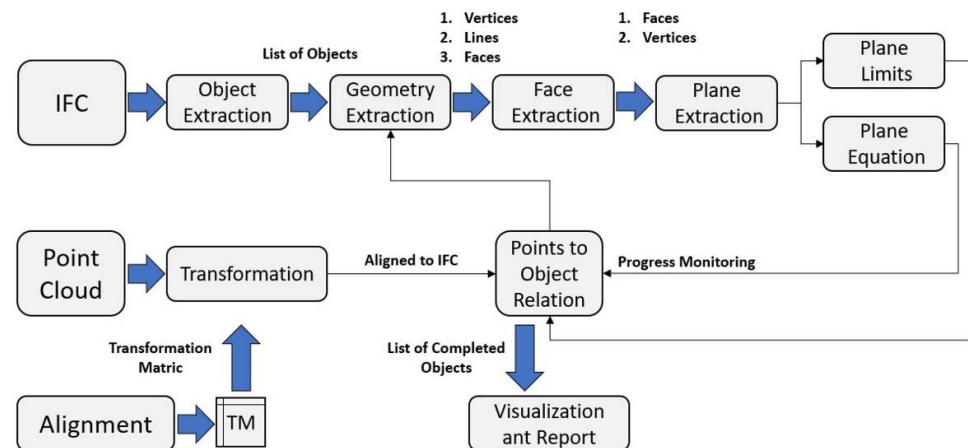 1. Vertices
2. Lines
3. Faces
1. Faces
2. Vertices
List of Objects
IFC
Object
Extraction
Geometry
Extraction
Face
Extraction
Plane
Extraction
Plane
Limits
Plane
Equation
Point
Cloud
Transformation
Aligned to IFC
Points to
Object
Relation
Progress Monitoring
Transformation
Matric
List of Completed
Objects
Alignment
TM
Visualization
ant Report